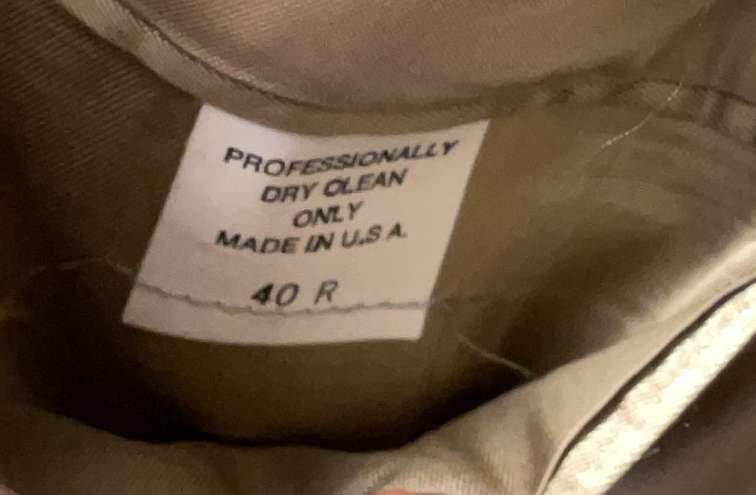 PROFESSIONALLY
DRY CLEAN
ONLY
MADE IN U.S.A.
40 R